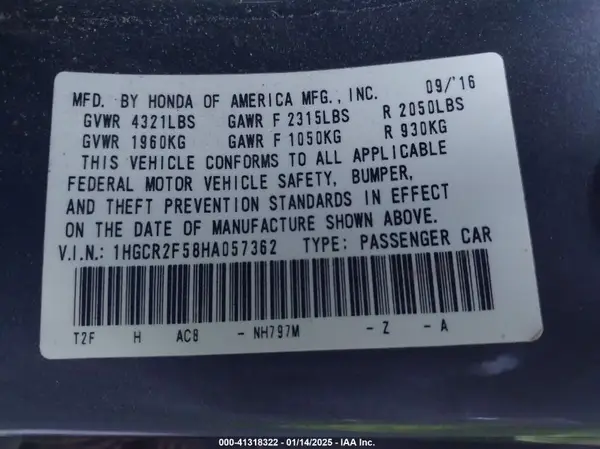 MFD. BY HONDA OF AMERICA MFG., INC. 09/'16
GVWR 4321LBS GAWR F 2315LBS R 2050LBS
GVWR 1960KG GAWR F 1050KG R 930KG
THIS VEHICLE CONFORMS TO ALL APPLICABLE
FEDERAL MOTOR VEHICLE SAFETY, BUMPER,
AND THEFT PREVENTION STANDARDS IN EFFECT
ON THE DATE OF MANUFACTURE SHOWN ABOVE.
V.I.N.: 1HGCR2F58HA057362 TYPE: PASSENGER CAR
T2F H AC8 - NH797M - Z - A
000-41318322 - 01/14/2025 - IAA Inc.